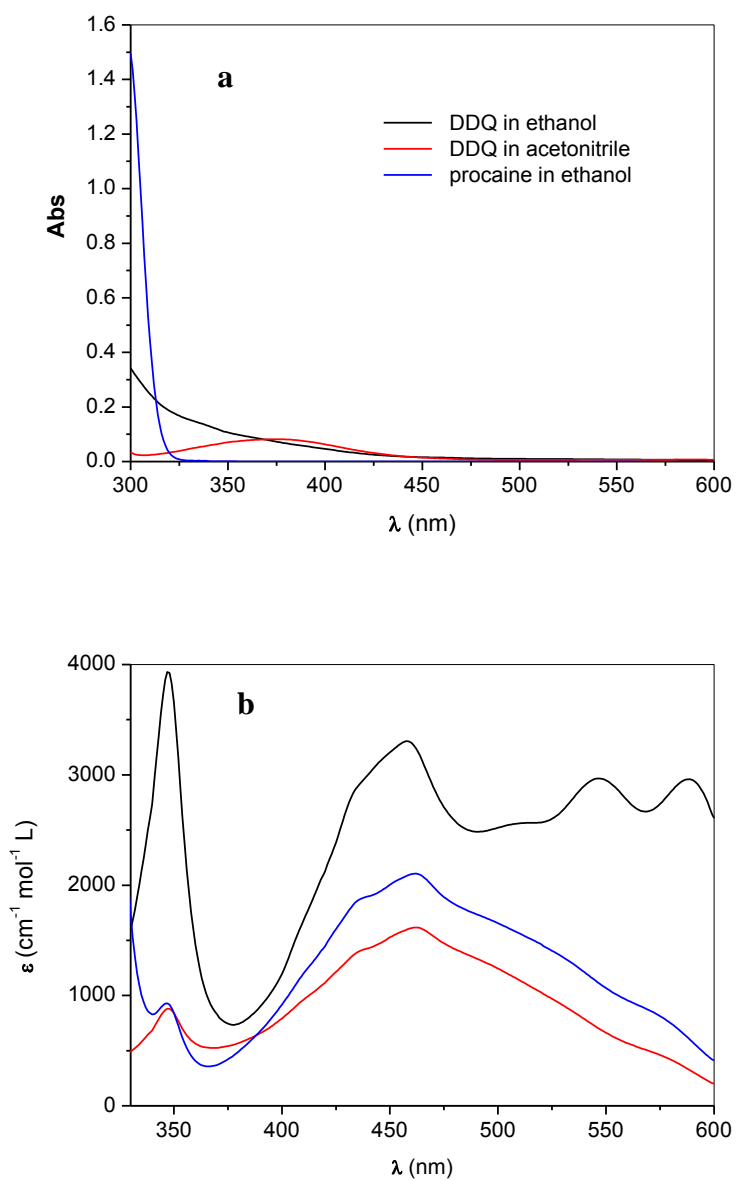 1.6
a
1.4
DDQ in ethanol
1.2
DDQ in acetonitrile
procaine in ethanol
1.0
Abs
0.8
0.6
0.4
0.2
0.0
300 350 400 450 500 550 600
λ (nm)
4000
b
3000
ε (cm⁻¹ mol⁻¹ L)
2000
1000
0
350 400 450 500 550 600
λ (nm)